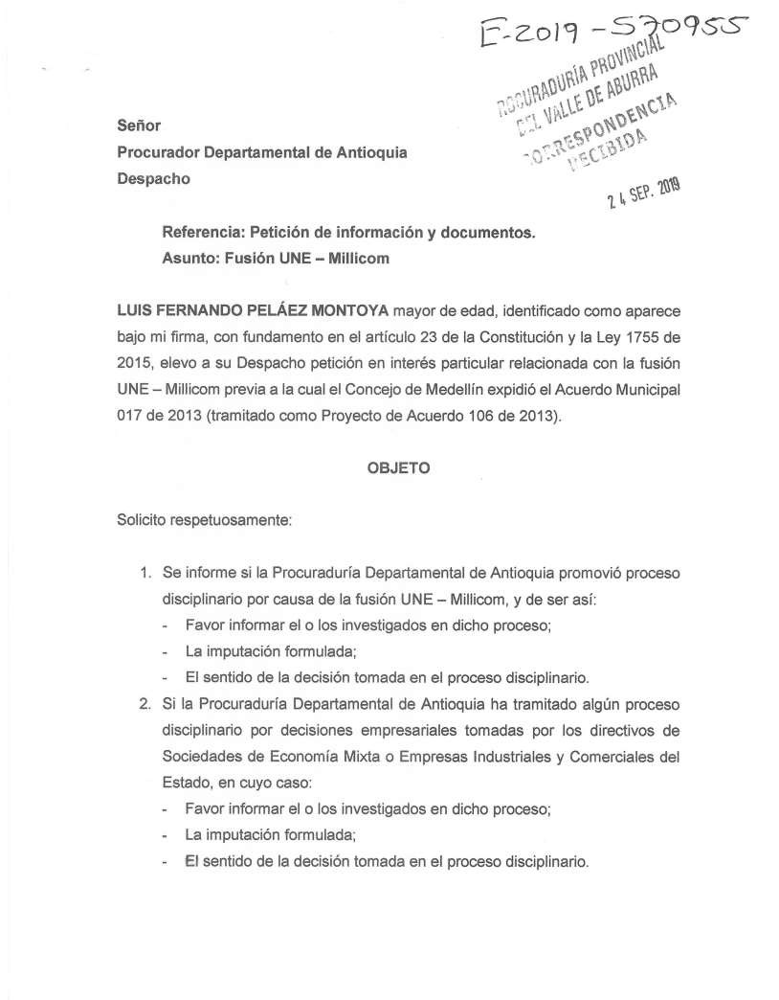 E-2019-570955
PROCURADURÍA PROVINCIAL
DEL VALLE DE ABURRA
CORRESPONDENCIA
RECIBIDA
24 SEP. 2019
Señor
Procurador Departamental de Antioquia
Despacho
Referencia: Petición de información y documentos.
Asunto: Fusión UNE – Millicom
LUIS FERNANDO PELÁEZ MONTOYA mayor de edad, identificado como aparece
bajo mi firma, con fundamento en el artículo 23 de la Constitución y la Ley 1755 de
2015, elevo a su Despacho petición en interés particular relacionada con la fusión
UNE – Millicom previa a la cual el Concejo de Medellín expidió el Acuerdo Municipal
017 de 2013 (tramitado como Proyecto de Acuerdo 106 de 2013).
OBJETO
Solicito respetuosamente:
1. Se informe si la Procuraduría Departamental de Antioquia promovió proceso
disciplinario por causa de la fusión UNE – Millicom, y de ser así:
- Favor informar el o los investigados en dicho proceso;
- La imputación formulada;
- El sentido de la decisión tomada en el proceso disciplinario.
2. Si la Procuraduría Departamental de Antioquia ha tramitado algún proceso
disciplinario por decisiones empresariales tomadas por los directivos de
Sociedades de Economía Mixta o Empresas Industriales y Comerciales del
Estado, en cuyo caso:
- Favor informar el o los investigados en dicho proceso;
- La imputación formulada;
- El sentido de la decisión tomada en el proceso disciplinario.